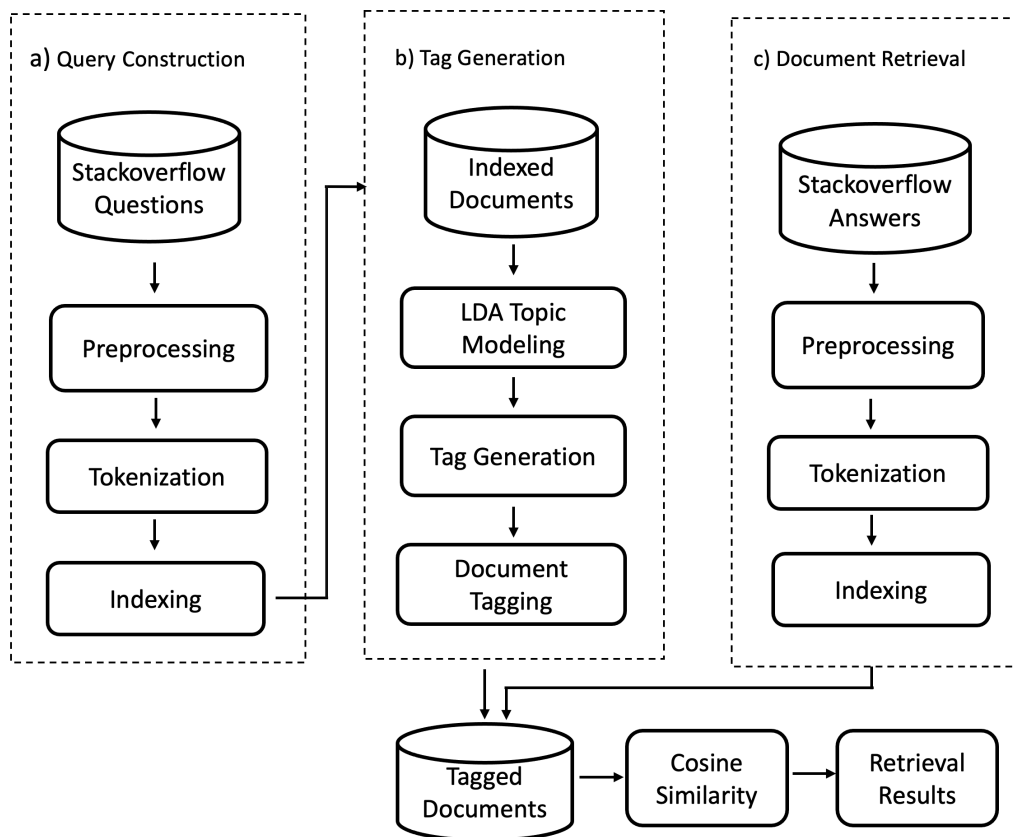 a) Query Construction
Stackoverflow
Questions
Preprocessing
Tokenization
Indexing
b) Tag Generation
Indexed
Documents
LDA Topic
Modeling
Tag Generation
Document
Tagging
c) Document Retrieval
Stackoverflow
Answers
Preprocessing
Tokenization
Indexing
Tagged
Documents
Cosine
Similarity
Retrieval
Results